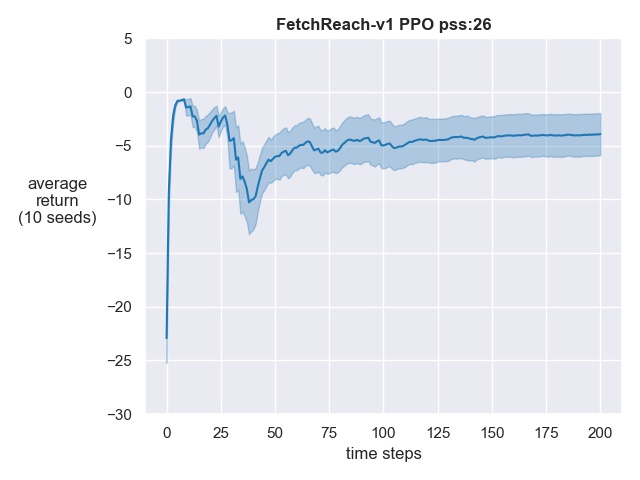 FetchReach-v1 PPO pss:26
5
0
−5
−10
−15
−20
−25
−30
average
return
(10 seeds)
0 25 50 75 100 125 150 175 200
time steps